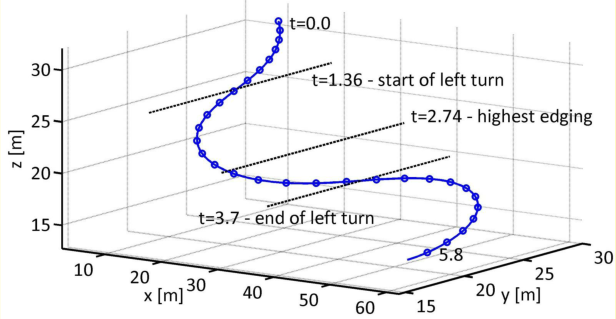 t=0.0
t=1.36 - start of left turn
t=2.74 - highest edging
t=3.7 - end of left turn
5.8
z [m]
30
25
20
15
x [m]
10
20
30
40
50
60
y [m]
15
20
25
30